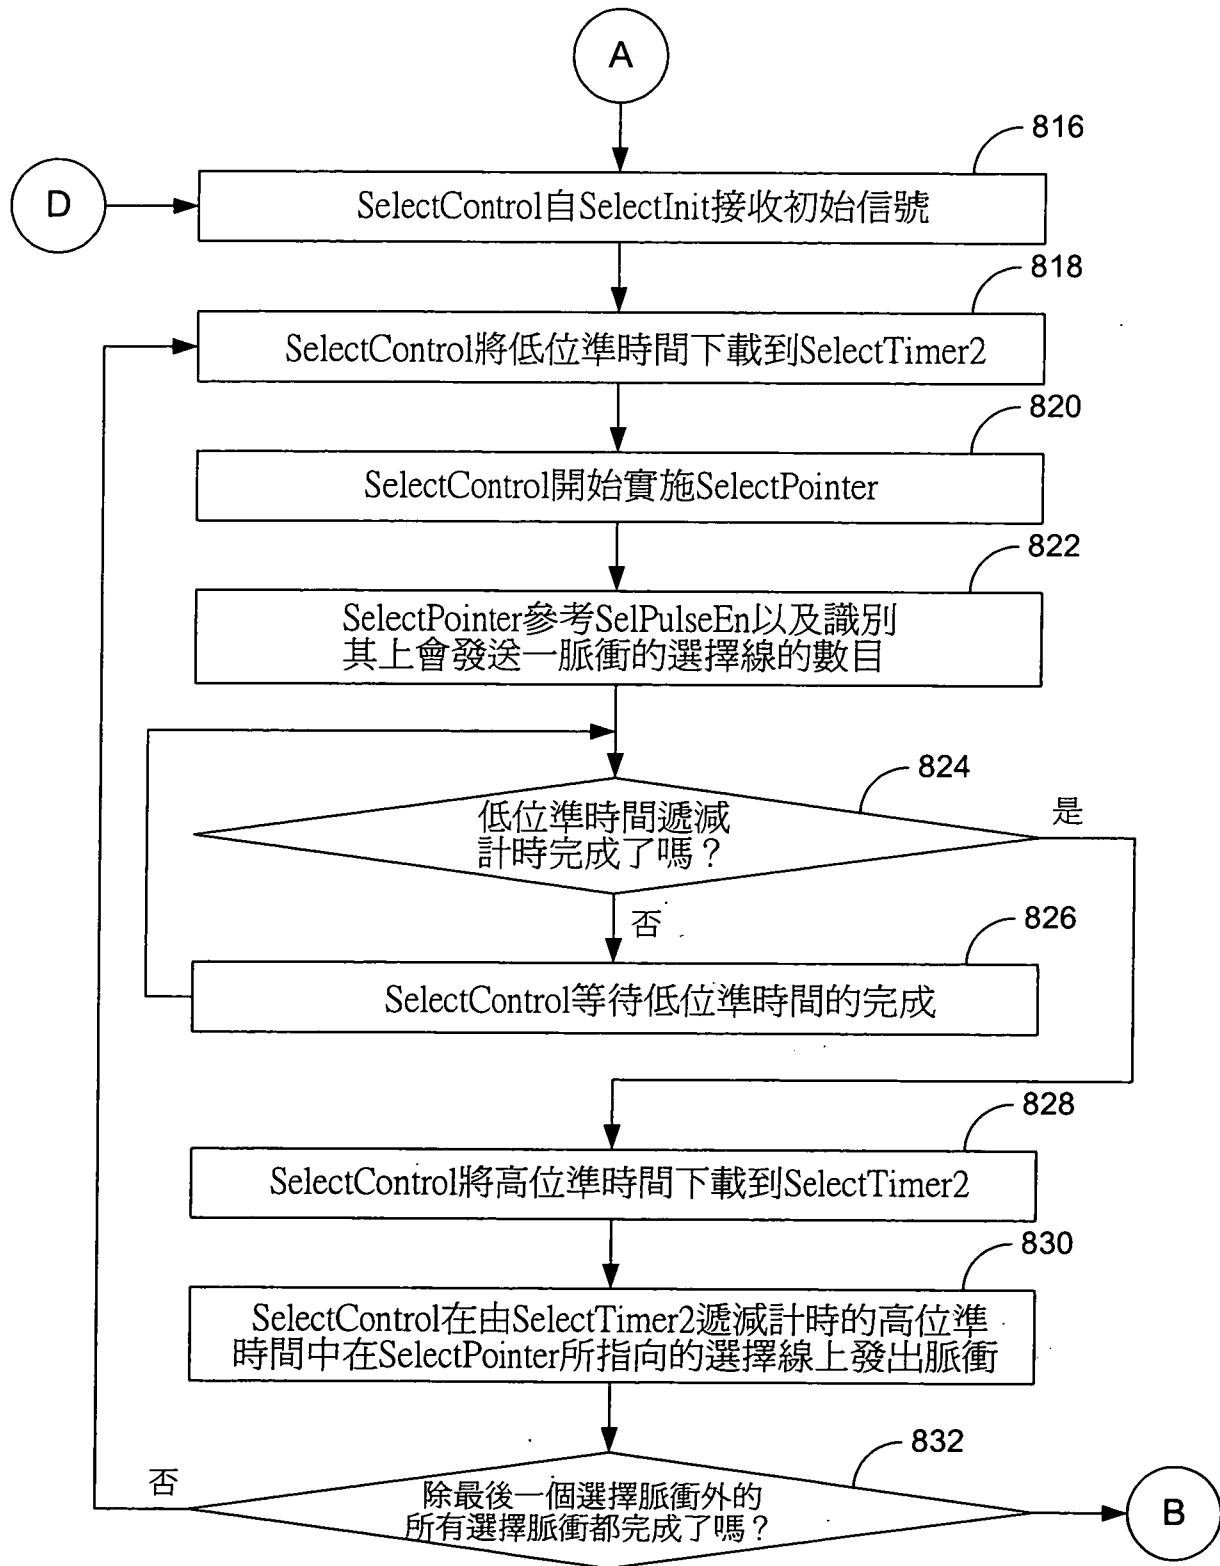 A
816
D
SelectControl自SelectInit接收初始信號
818
SelectControl將低位準時間下載到SelectTimer2
820
SelectControl開始實施SelectPointer
822
SelectPointer參考SelPulseEn以及識別
其上會發送一脈衝的選擇線的數目
824
低位準時間遞減
計時完成了嗎？
是
否
826
SelectControl等待低位準時間的完成
828
SelectControl將高位準時間下載到SelectTimer2
830
SelectControl在由SelectTimer2遞減計時的高位準
時間中在SelectPointer所指向的選擇線上發出脈衝
832
否
除最後一個選擇脈衝外的
所有選擇脈衝都完成了嗎？
B